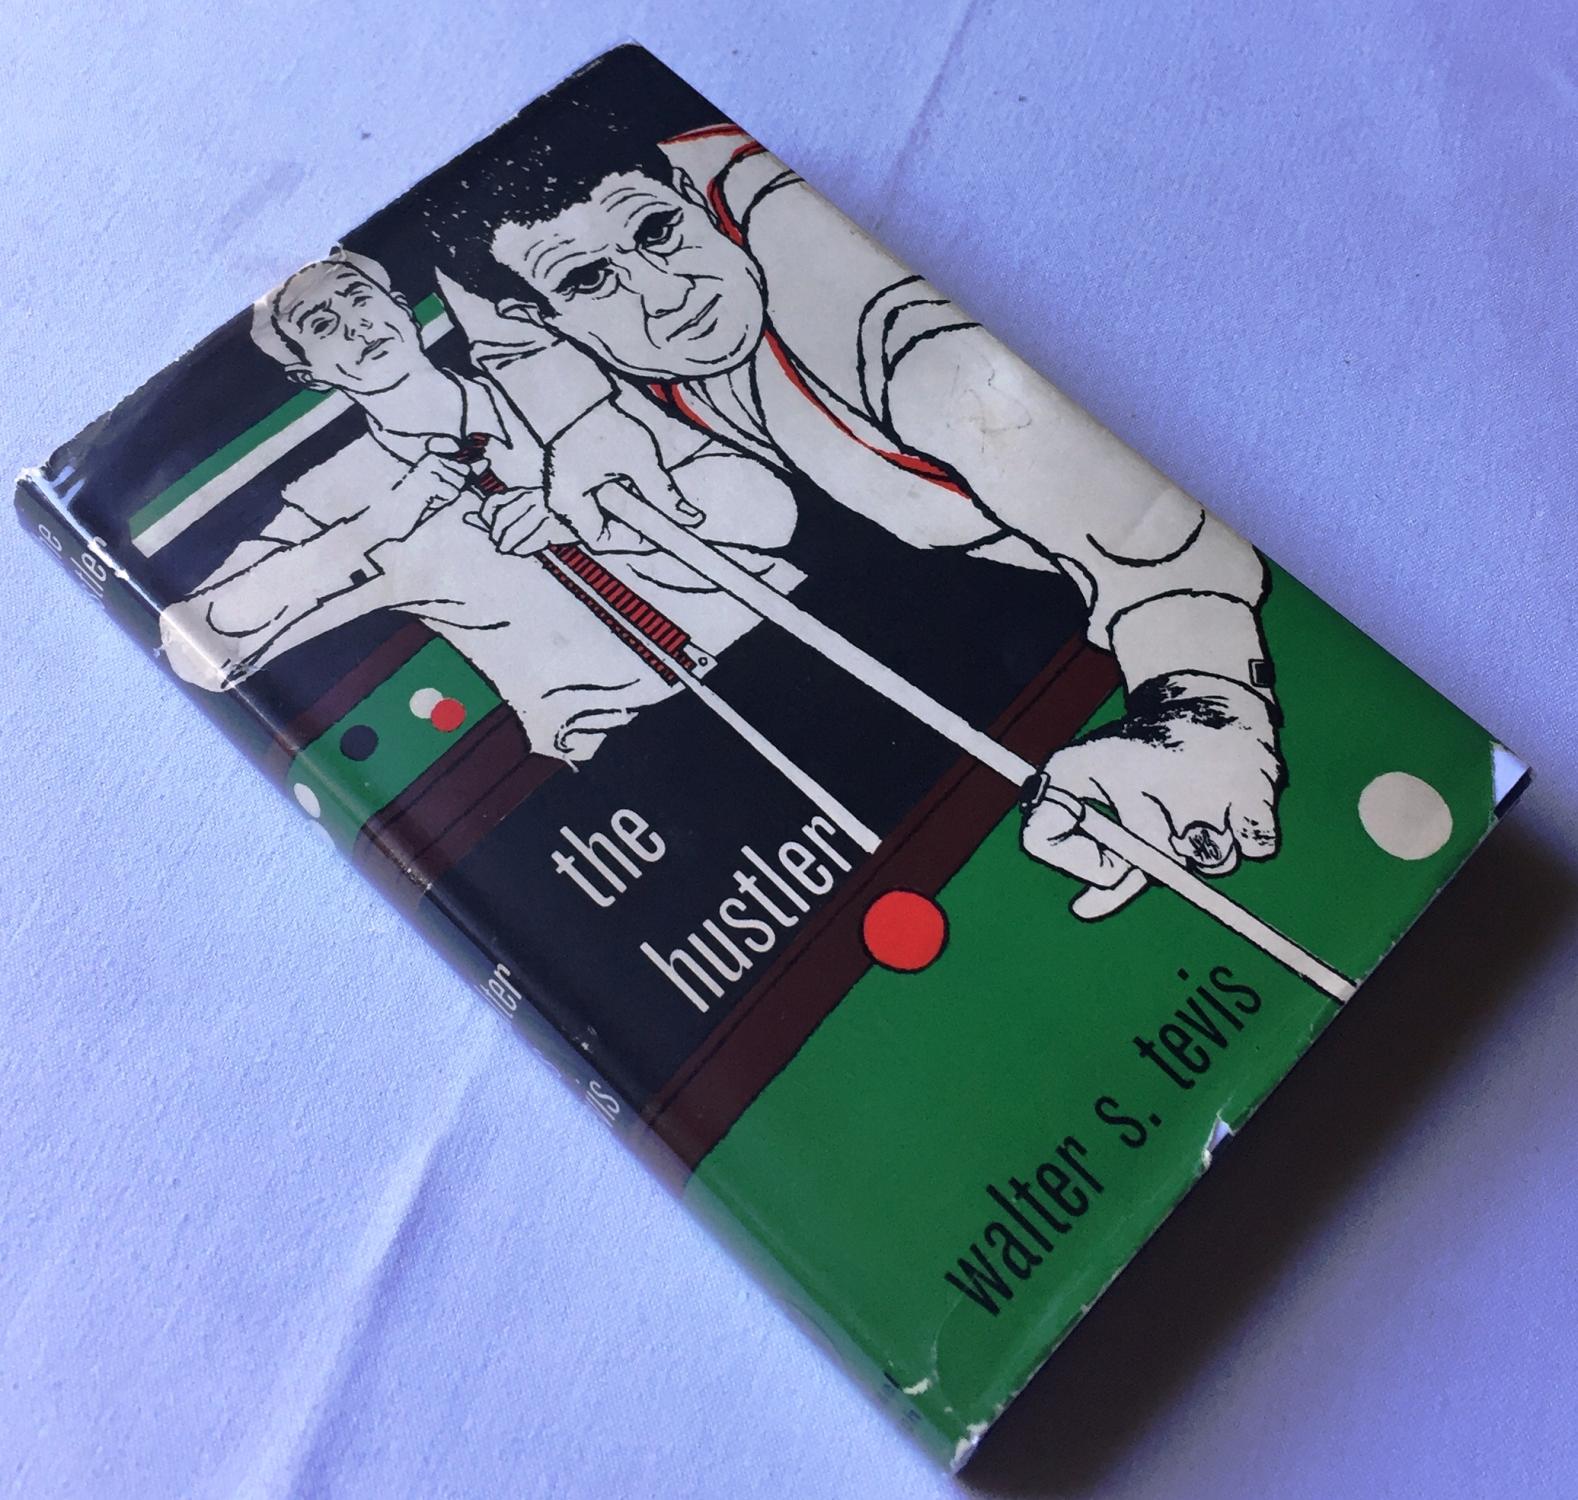 the
hustler
walter s. tevis